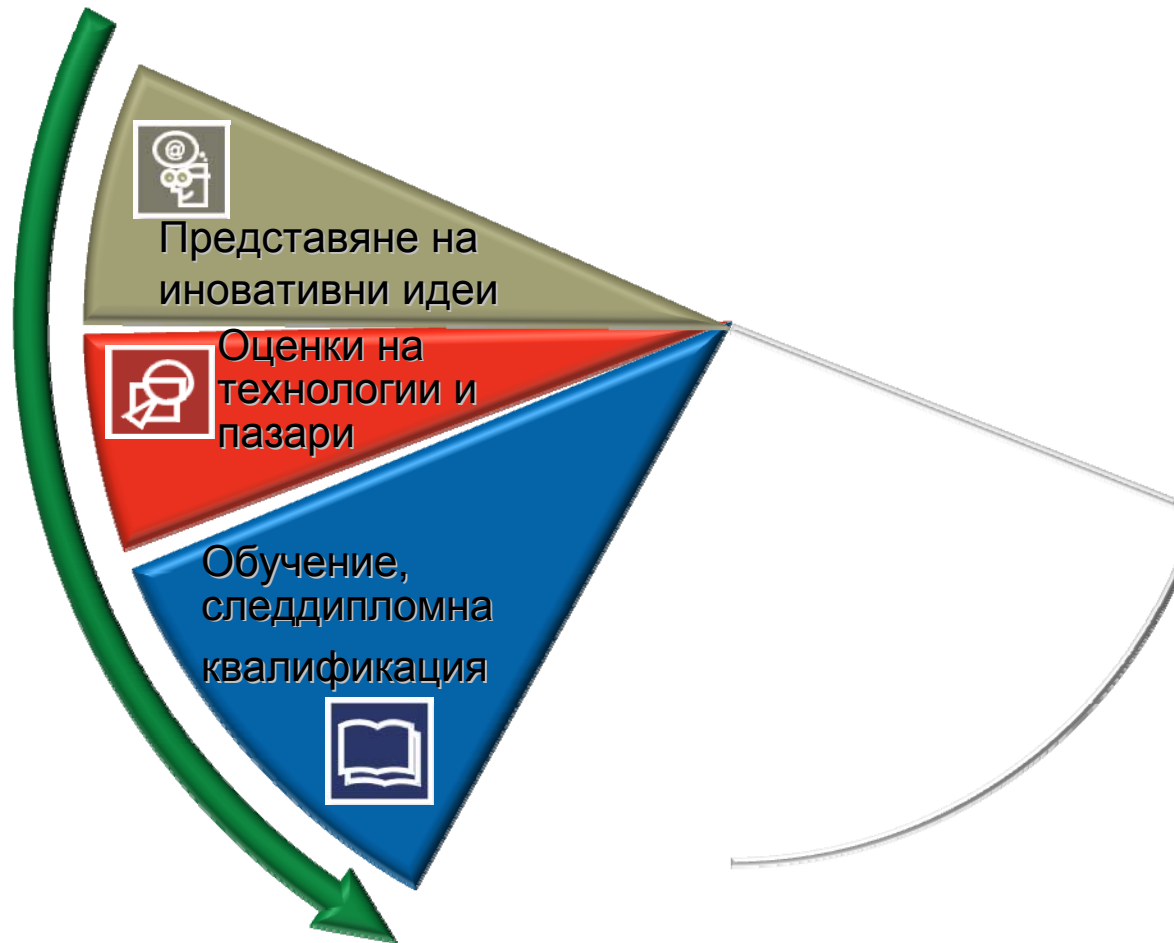 @
Представяне на
иновативни идеи
Оценки на
технологии и
пазари
Обучение,
следдипломна
квалификация